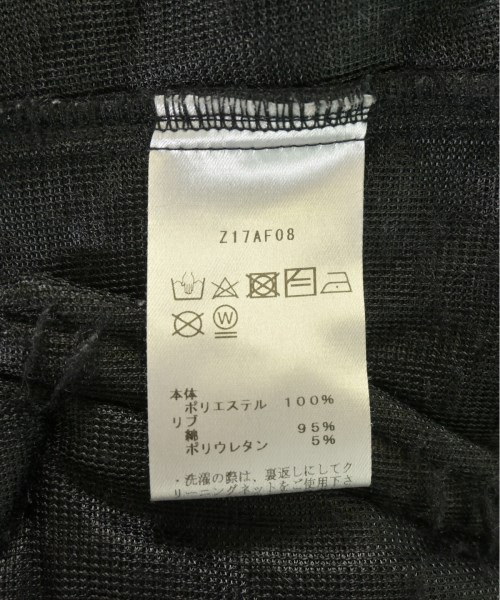 Z17AF08
W
本体
ポリエステル 100%
リブ
綿 95%
ポリウレタン 5%
・洗濯の際は、裏返しにしてク
リーニングネットをご使用下さ